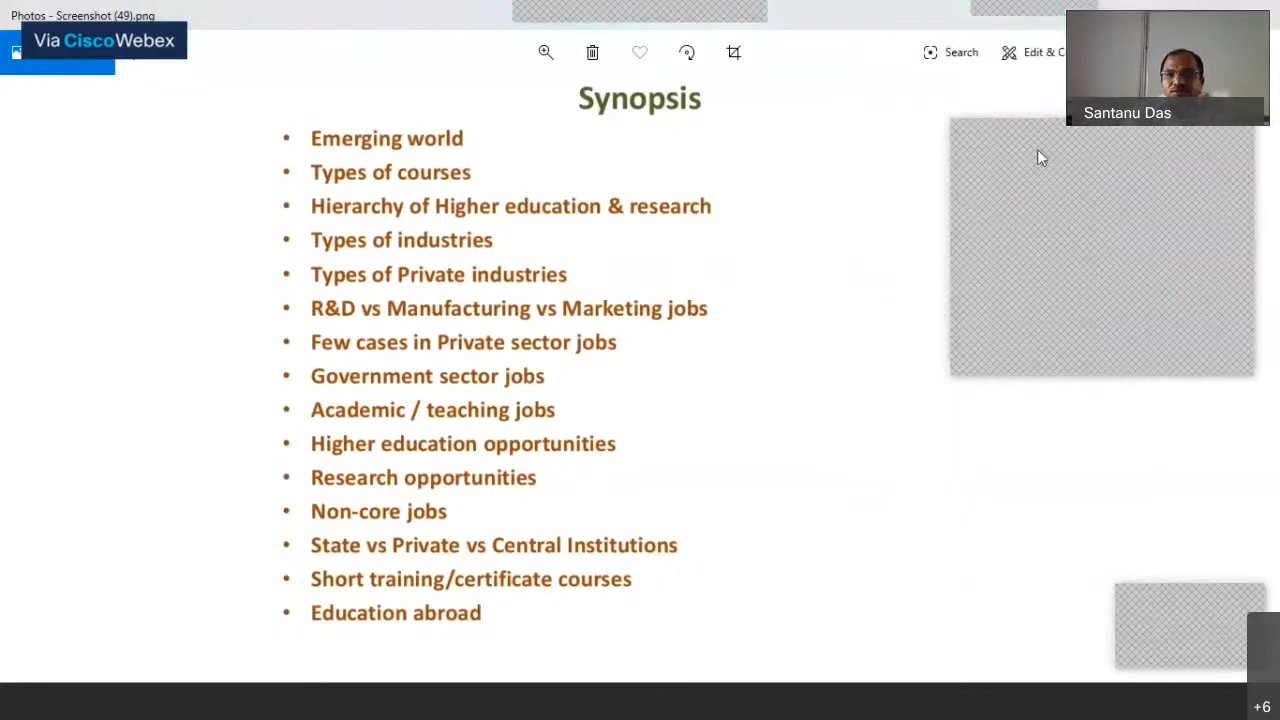 Photos - Screenshot (49).png
Via CiscoWebex
Search
Edit & C
Santanu Das
Synopsis
• Emerging world
• Types of courses
• Hierarchy of Higher education & research
• Types of industries
• Types of Private industries
• R&D vs Manufacturing vs Marketing jobs
• Few cases in Private sector jobs
• Government sector jobs
• Academic / teaching jobs
• Higher education opportunities
• Research opportunities
• Non-core jobs
• State vs Private vs Central Institutions
• Short training/certificate courses
• Education abroad
+6